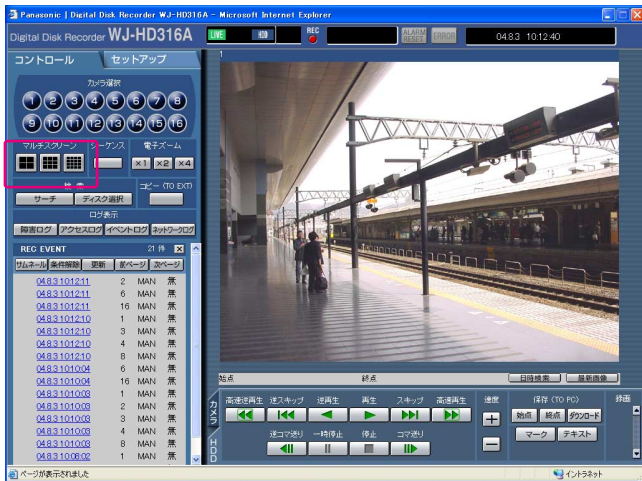 Panasonic | Digital Disk Recorder WJ-HD316A - Microsoft Internet Explorer
Digital Disk Recorder WJ-HD316A
LIVE HDD REC ALARM RESET ERROR 04.8.3 10:12:40
コントロール セットアップ
カメラ選択
1 2 3 4 5 6 7 8
9 10 11 12 13 14 15 16
マルチスクリーン シーケンス 電子ズーム
×1 ×2 ×4
検索 コピー (TO EXT)
サーチ ディスク選択
ログ表示
障害ログ アクセスログ イベントログ ネットワークログ
REC EVENT 21 件
サムネール 条件解除 更新 前ページ 次ページ
04.8.3 10:12:11 2 MAN 無
04.8.3 10:12:11 6 MAN 無
04.8.3 10:12:11 16 MAN 無
04.8.3 10:12:10 1 MAN 無
04.8.3 10:12:10 3 MAN 無
04.8.3 10:12:10 4 MAN 無
04.8.3 10:12:10 8 MAN 無
04.8.3 10:10:04 6 MAN 無
04.8.3 10:10:04 16 MAN 無
04.8.3 10:10:03 1 MAN 無
04.8.3 10:10:03 2 MAN 無
04.8.3 10:10:03 3 MAN 無
04.8.3 10:10:03 4 MAN 無
04.8.3 10:10:03 8 MAN 無
04.8.3 10:08:02 1 MAN 無
1
始点 終点 日時検索 最新画像
カメラ
HDD
高速逆再生 逆スキップ 逆再生 再生 スキップ 高速再生 速度 保存 (TO PC) 録画
始点 終点 ダウンロード
逆コマ送り 一時停止 停止 コマ送り マーク テキスト
ページが表示されました イントラネット